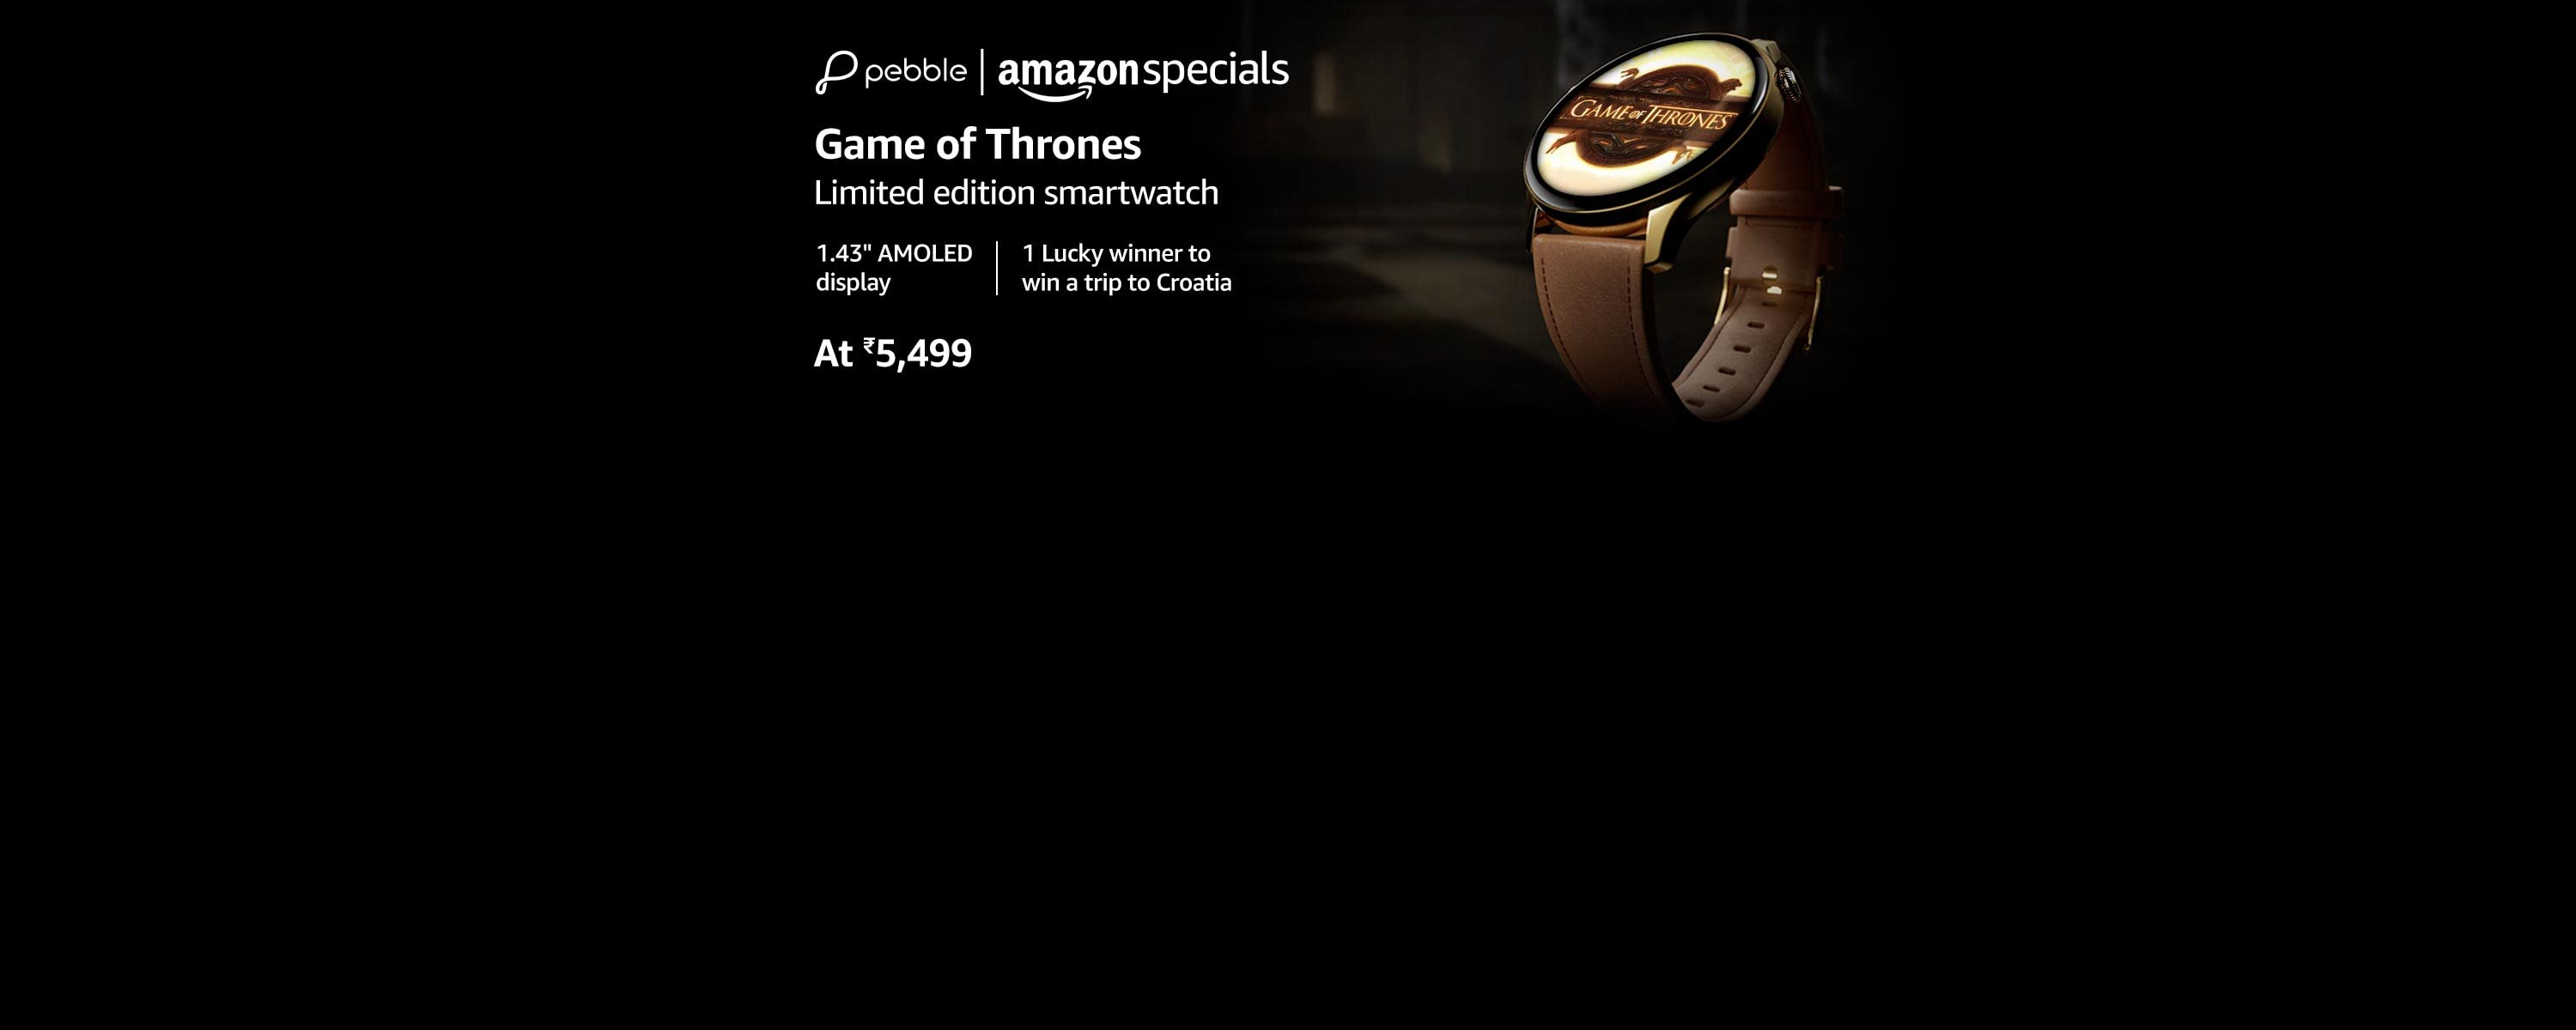 pebble | amazonspecials
Game of Thrones
Limited edition smartwatch
1.43" AMOLED
display
1 Lucky winner to
win a trip to Croatia
At ₹5,499
GAME OF THRONES